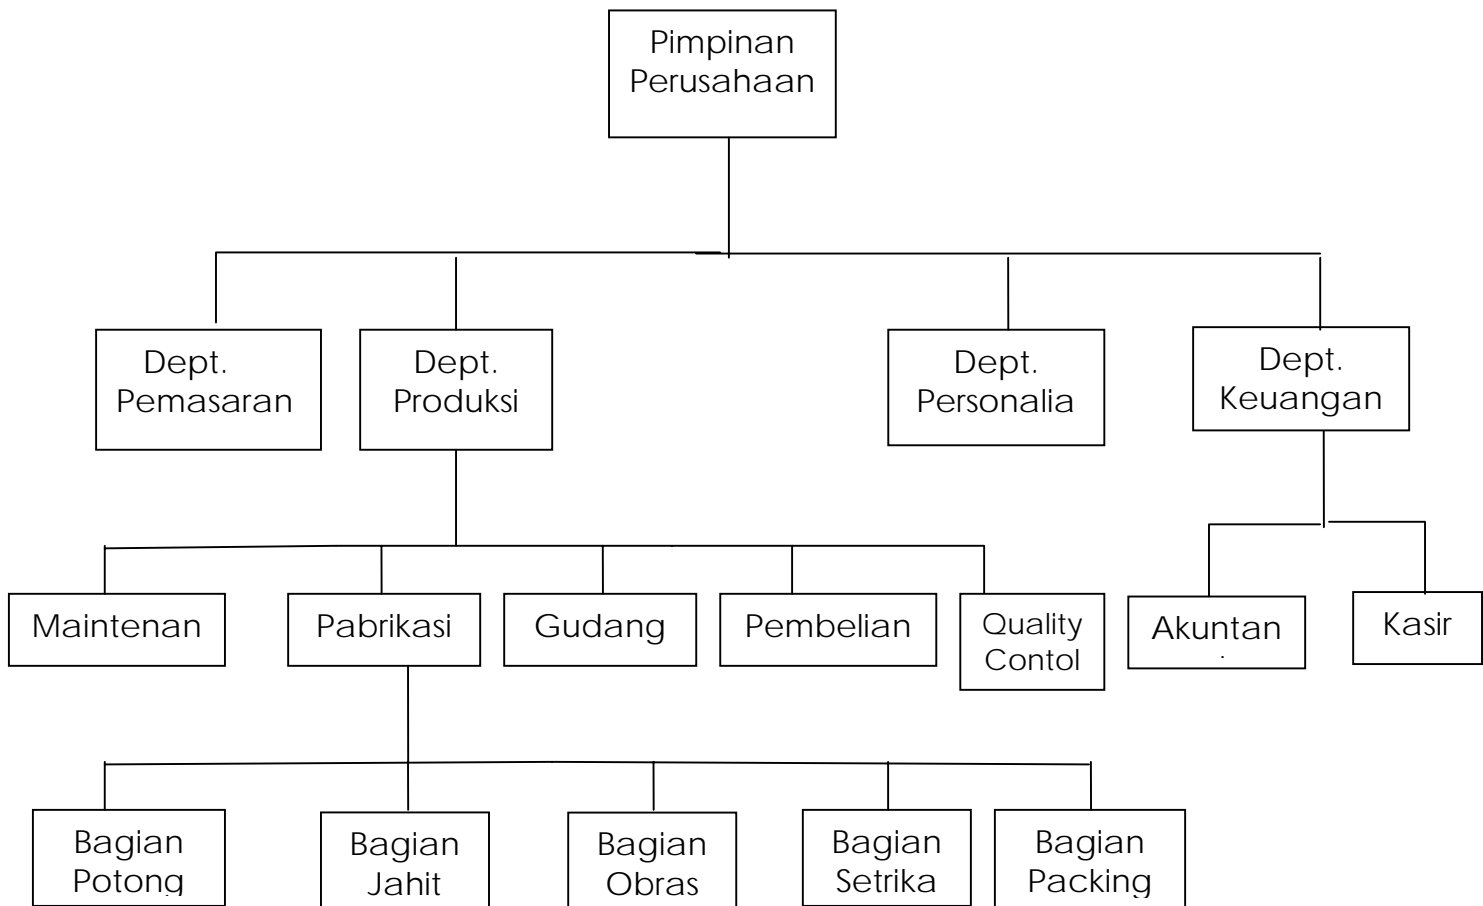 Pimpinan
Perusahaan
Dept.
Pemasaran
Dept.
Produksi
Dept.
Personalia
Dept.
Keuangan
Maintenan
Pabrikasi
Gudang
Pembelian
Quality
Contol
Akuntan
Kasir
Bagian
Potong
Bagian
Jahit
Bagian
Obras
Bagian
Setrika
Bagian
Packing